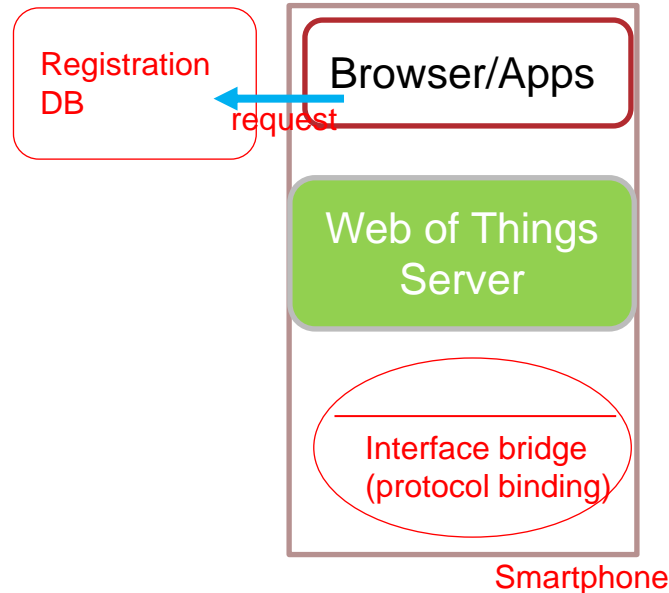 Registration
DB
Browser/Apps
request
Web of Things
Server
Interface bridge
(protocol binding)
Smartphone